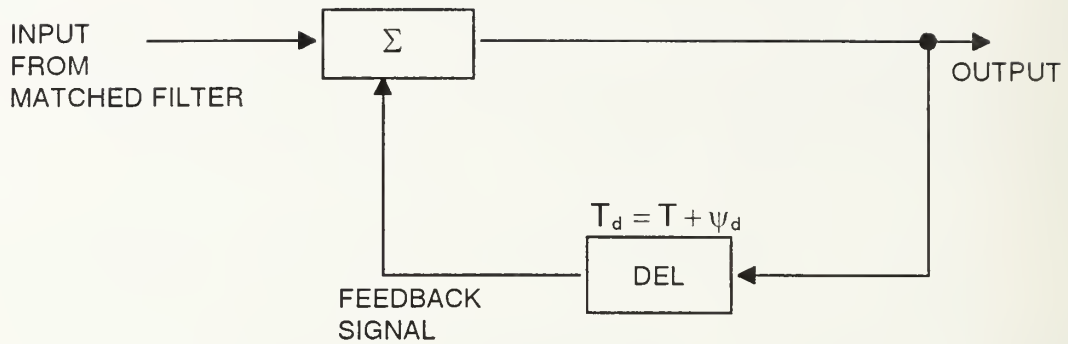 INPUT
FROM
MATCHED FILTER
Σ
OUTPUT
T_d = T + ψ_d
DEL
FEEDBACK
SIGNAL